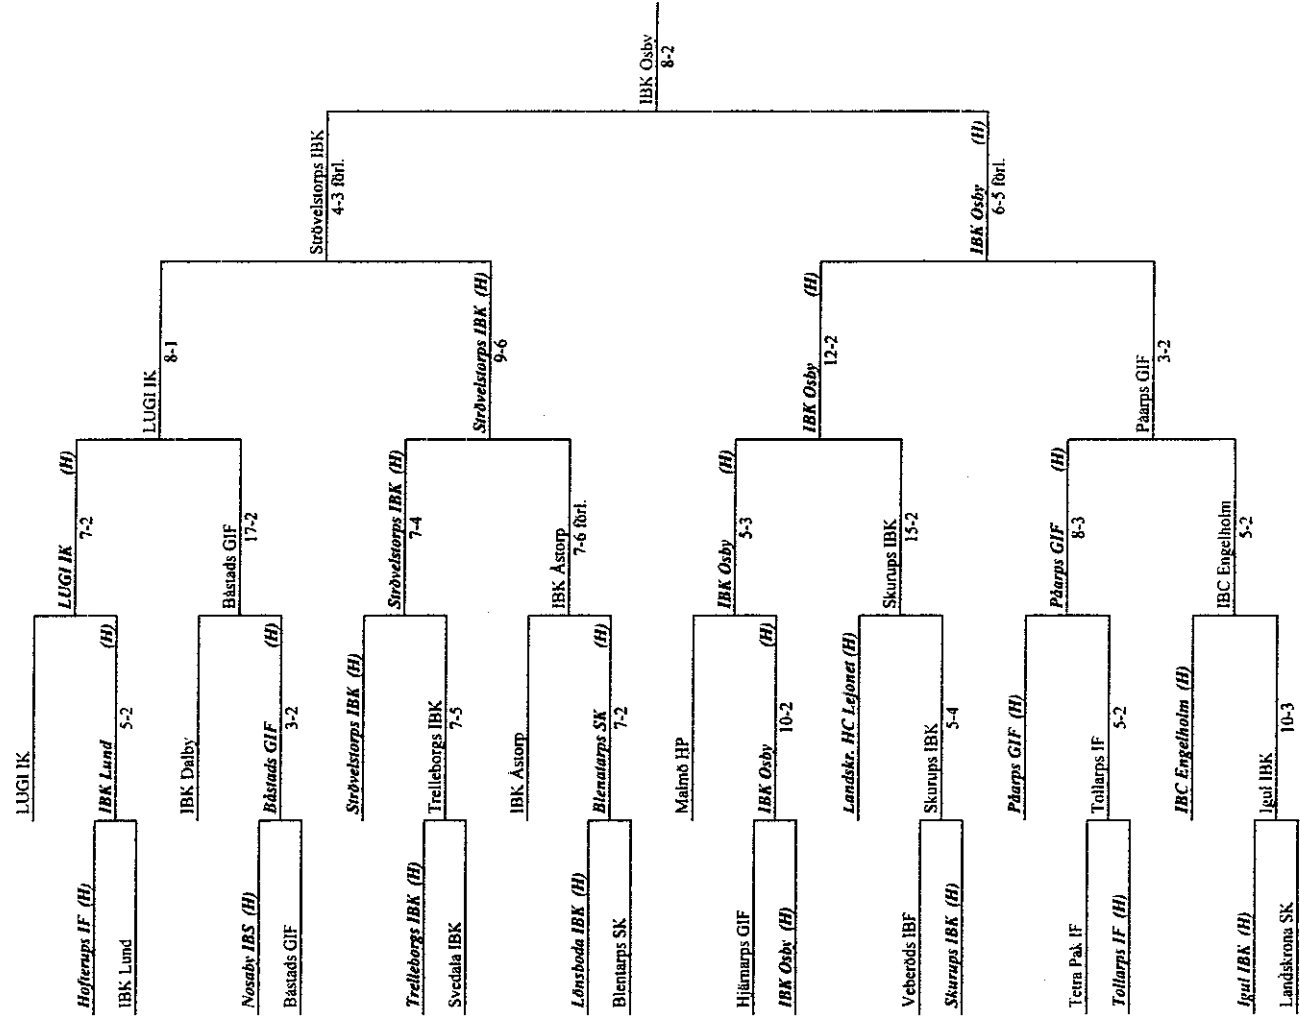 Hofterups IF (H)
IBK Lund
Nosaby IBS (H)
Båstads GIF
Trelleborgs IBK (H)
Svedala IBK
Lönsboda IBK (H)
Blentarps SK
Hjärnarps GIF
IBK Osby (H)
Veberöds IBF
Skurups IBK (H)
Tetra Pak IF
Tollarps IF (H)
Igul IBK (H)
Landskrona SK
LUGI IK
IBK Lund (H)
5-2
IBK Dalby
Båstads GIF (H)
3-2
Strövelstorps IBK (H)
Trelleborgs IBK
7-5
IBK Åstorp
Blenatarps SK (H)
7-2
Malmö HP
IBK Osby (H)
10-2
Landskr. HC Lejonet (H)
Skurups IBK
5-4
Påarps GIF (H)
Tollarps IF
5-2
IBC Engelholm (H)
Igul IBK
10-3
LUGI IK (H)
7-2
Båstads GIF
17-2
Strövelstorps IBK (H)
7-4
IBK Åstorp
7-6 förl.
IBK Osby (H)
5-3
Skurups IBK
15-2
Påarps GIF (H)
8-3
IBC Engelholm
5-2
LUGI IK
8-1
Strövelstorps IBK (H)
9-6
IBK Osby (H)
12-2
Påarps GIF
3-2
Strövelstorps IBK
4-3 förl.
IBK Osby (H)
6-5 förl.
IBK Osby
8-2